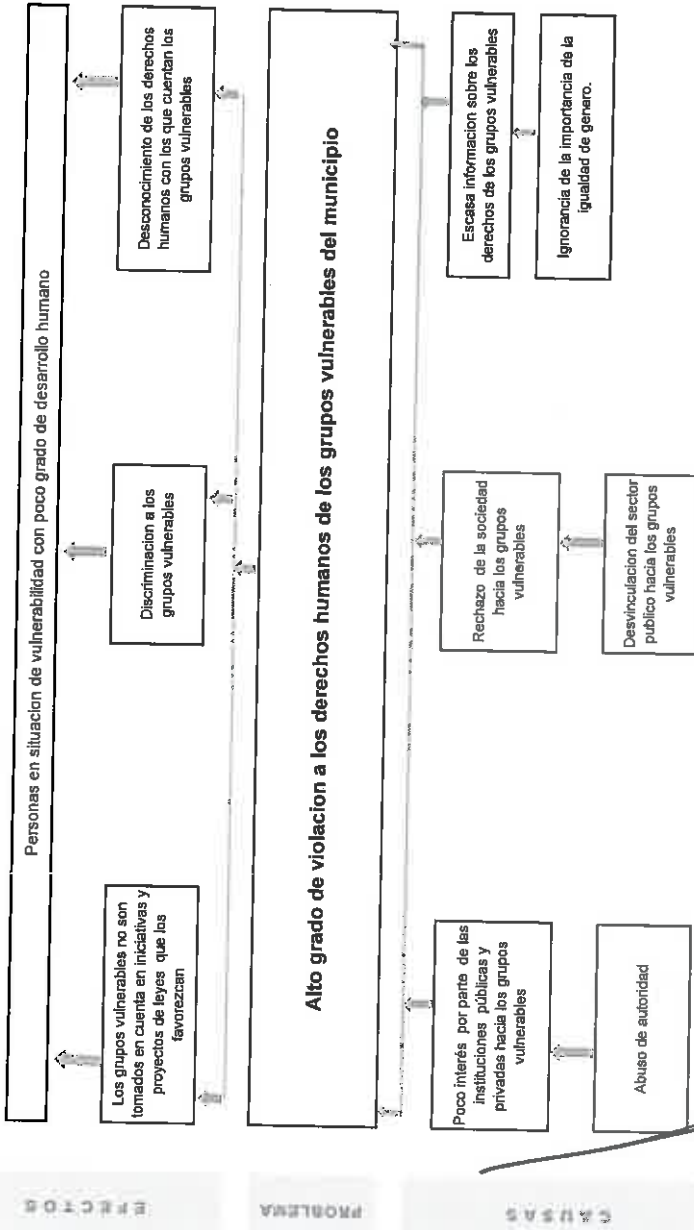 EFECTOS
Personas en situacion de vulnerabilidad con poco grado de desarrollo humano
Los grupos vulnerables no son
tomados en cuenta en iniciativas y
proyectos de leyes que los
favorezcan
Discriminacion a los
grupos vulnerables
Desconocimiento de los derechos
humanos con los que cuentan los
grupos vulnerables
PROBLEMA
Alto grado de violacion a los derechos humanos de los grupos vulnerables del municipio
CAUSAS
Poco interés por parte de las
instituciones públicas y
privadas hacia los grupos
vulnerables
Rechazo de la sociedad
hacia los grupos
vulnerables
Escasa informacion sobre los
derechos de los grupos vulnerables
Abuso de autoridad
Desvinculacion del sector
publico hacia los grupos
vulnerables
Ignorancia de la importancia de la
igualdad de genero.